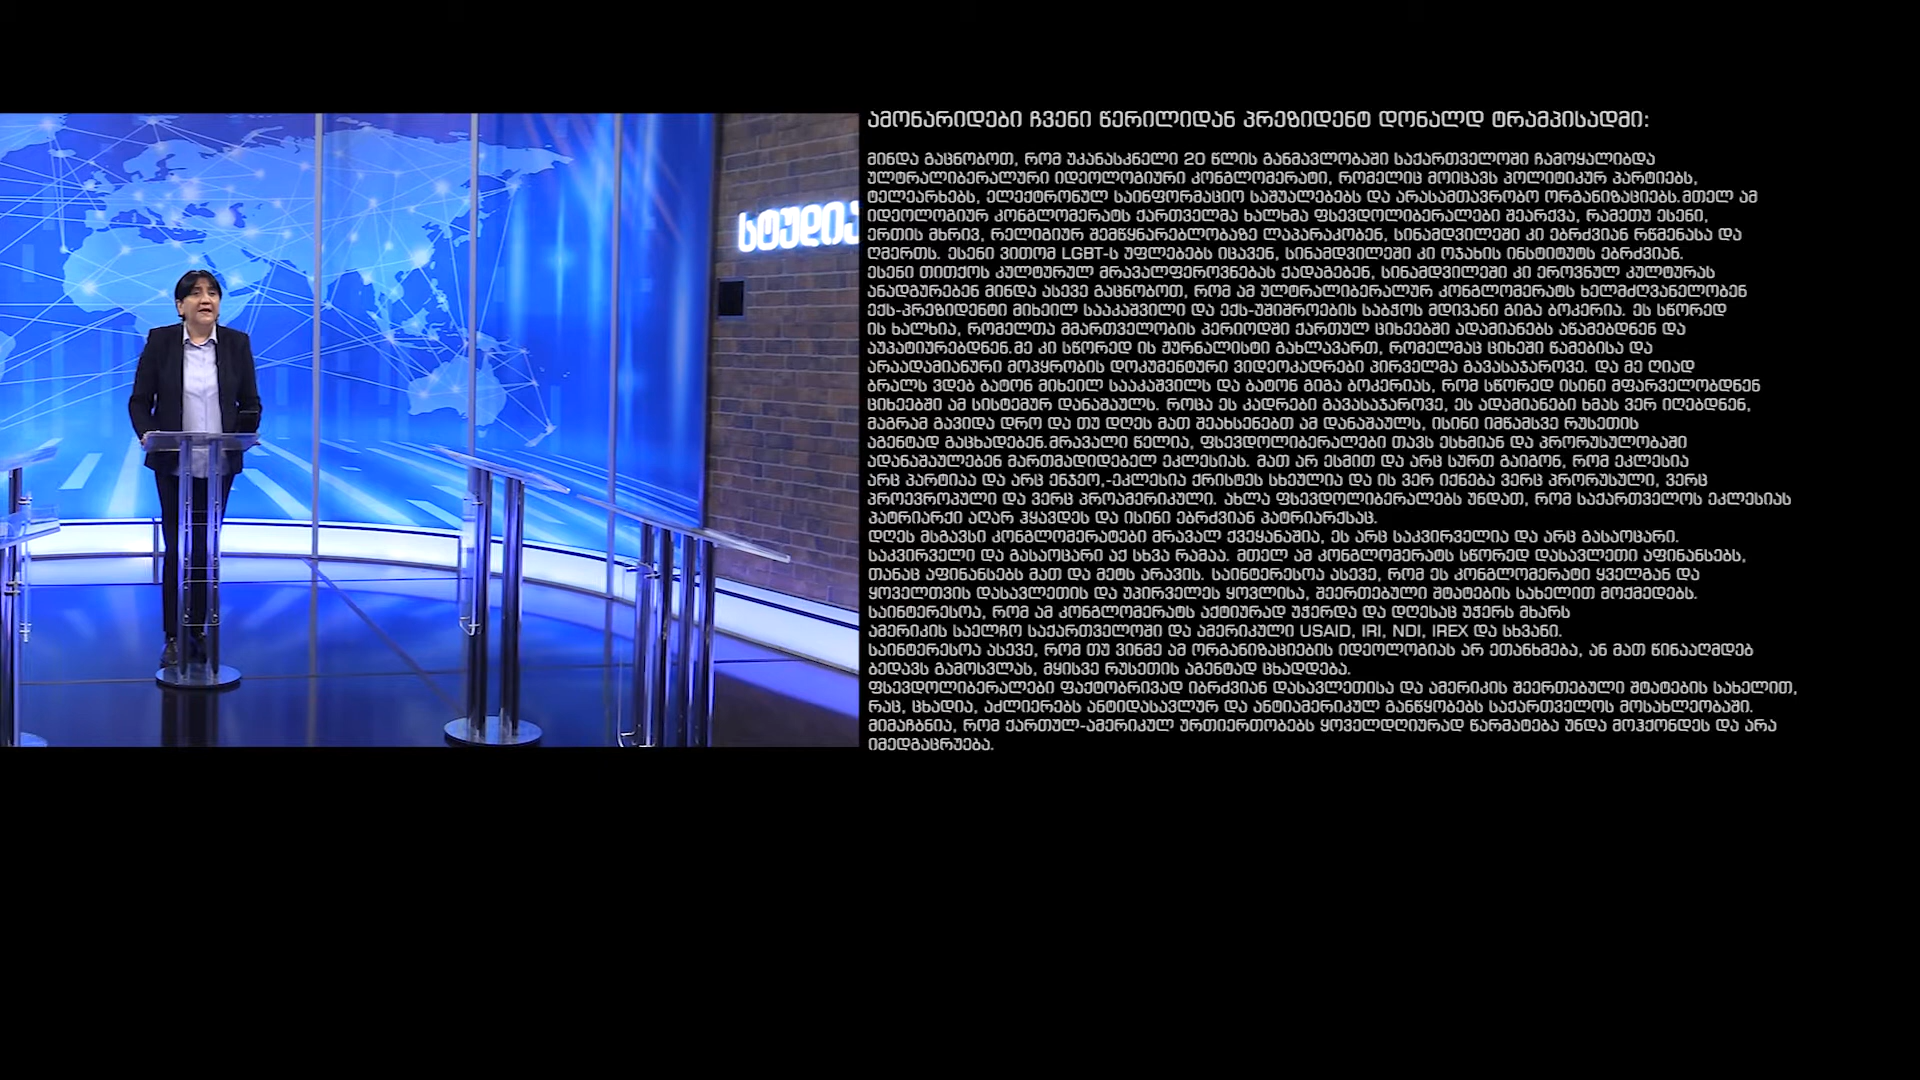 სტუდია
ამონარიდები ჩვენი წერილიდან პრეზიდენტ დონალდ ტრამპისადმი:
მინდა გაცნობოთ, რომ უკანასკნელი 20 წლის განმავლობაში საქართველოში ჩამოყალიბდა
ულტრალიბერალური იდეოლოგიური კონგლომერატი, რომელიც მოიცავს პოლიტიკურ პარტიებს,
ტელეარხებს, ელექტრონულ საინფორმაციო საშუალებებს და არასამთავრობო ორგანიზაციებს.მთელ ამ
იდეოლოგიურ კონგლომერატს ქართველმა ხალხმა ფსევდოლიბერალები შეარქვა, რამეთუ ესენი,
ერთის მხრივ, რელიგიურ შემწყნარებლობაზე ლაპარაკობენ, სინამდვილეში კი ებრძვიან რწმენასა და
ღმერთს. ესენი ვითომ LGBT-ს უფლებებს იცავენ, სინამდვილეში კი ოჯახის ინსტიტუტს ებრძვიან.
ესენი თითქოს კულტურულ მრავალფეროვნებას ქადაგებენ, სინამდვილეში კი ეროვნულ კულტურას
ანადგურებენ მინდა ასევე გაცნობოთ, რომ ამ ულტრალიბერალურ კონგლომერატს ხელმძღვანელობენ
ექს-პრეზიდენტი მიხეილ სააკაშვილი და ექს-უშიშროების საბჭოს მდივანი გიგა ბოკერია. ეს სწორედ
ის ხალხია, რომელთა მმართველობის პერიოდში ქართულ ციხეებში ადამიანებს აწამებდნენ და
აუპატიურებდნენ.მე კი სწორედ ის ჟურნალისტი გახლავართ, რომელმაც ციხეში წამებისა და
არაადამიანური მოპყრობის დოკუმენტური ვიდეოკადრები პირველმა გავასაჯაროვე. და მე ღიად
ბრალს ვდებ ბატონ მიხეილ სააკაშვილს და ბატონ გიგა ბოკერიას, რომ სწორედ ისინი მფარველობდნენ
ციხეებში ამ სისტემურ დანაშაულს. როცა ეს კადრები გავასაჯაროვე, ეს ადამიანები ხმას ვერ იღებდნენ,
მაგრამ გავიდა დრო და თუ დღეს მათ შეახსენებთ ამ დანაშაულს, ისინი იმწამსვე რუსეთის
აგენტად გაცხადებენ.მრავალი წელია, ფსევდოლიბერალები თავს ესხმიან და პრორუსულობაში
ადანაშაულებენ მართმადიდებელ ეკლესიას. მათ არ ესმით და არც სურთ გაიგონ, რომ ეკლესია
არც პარტიაა და არც ენჯეო,-ეკლესია ქრისტეს სხეულია და ის ვერ იქნება ვერც პრორუსული, ვერც
პროევროპული და ვერც პროამერიკული. ახლა ფსევდოლიბერალებს უნდათ, რომ საქართველოს ეკლესიას
პატრიარქი აღარ ჰყავდეს და ისინი ებრძვიან პატრიარქსაც.
დღეს მსგავსი კონგლომერატები მრავალ ქვეყანაშია, ეს არც საკვირველია და არც გასაოცარი.
საკვირველი და გასაოცარი აქ სხვა რამაა. მთელ ამ კონგლომერატს სწორედ დასავლეთი აფინანსებს,
თანაც აფინანსებს მათ და მეტს არავის. საინტერესოა ასევე, რომ ეს კონგლომერატი ყველგან და
ყოველთვის დასავლეთის და უპირველეს ყოვლისა, შეერთებული შტატების სახელით მოქმედებს.
საინტერესოა, რომ ამ კონგლომერატს აქტიურად უჭერდა და დღესაც უჭერს მხარს
ამერიკის საელჩო საქართველოში და ამერიკული USAID, IRI, NDI, IREX და სხვანი.
საინტერესოა ასევე, რომ თუ ვინმე ამ ორგანიზაციების იდეოლოგიას არ ეთანხმება, ან მათ წინააღმდებ
ბედავს გამოსვლას, მყისვე რუსეთის აგენტად ცხადდება.
ფსევდოლიბერალები ფაქტობრივად იბრძვიან დასავლეთისა და ამერიკის შეერთებული შტატების სახელით,
რაც, ცხადია, აძლიერებს ანტიდასავლურ და ანტიამერიკულ განწყობებს საქართველოს მოსახლეობაში.
მიმაჩნია, რომ ქართულ-ამერიკულ ურთიერთობებს ყოველდღიურად წარმატება უნდა მოჰქონდეს და არა
იმედგაცრუება.